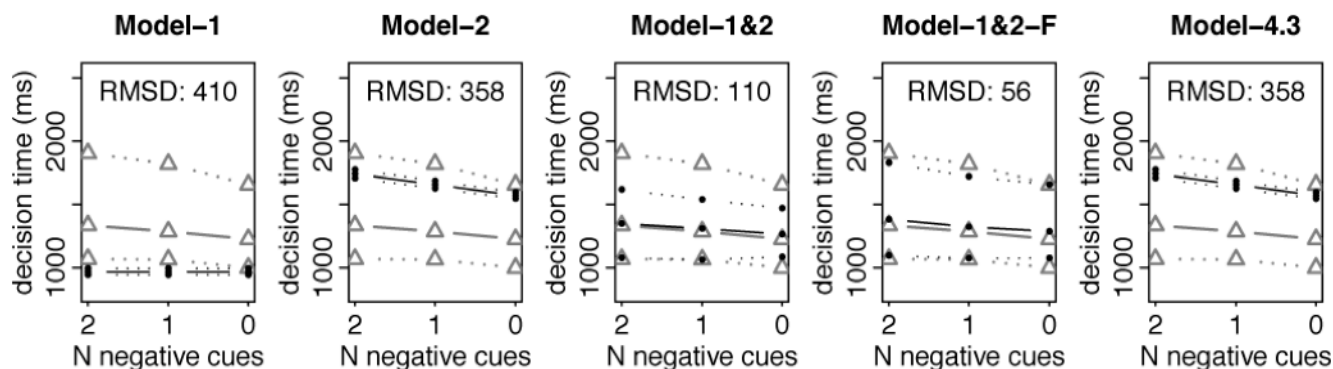 Model−1
RMSD: 410
decision time (ms)
1000
2000
2
1
0
N negative cues
Model−2
RMSD: 358
decision time (ms)
1000
2000
2
1
0
N negative cues
Model−1&2
RMSD: 110
decision time (ms)
1000
2000
2
1
0
N negative cues
Model−1&2−F
RMSD: 56
decision time (ms)
1000
2000
2
1
0
N negative cues
Model−4.3
RMSD: 358
decision time (ms)
1000
2000
2
1
0
N negative cues